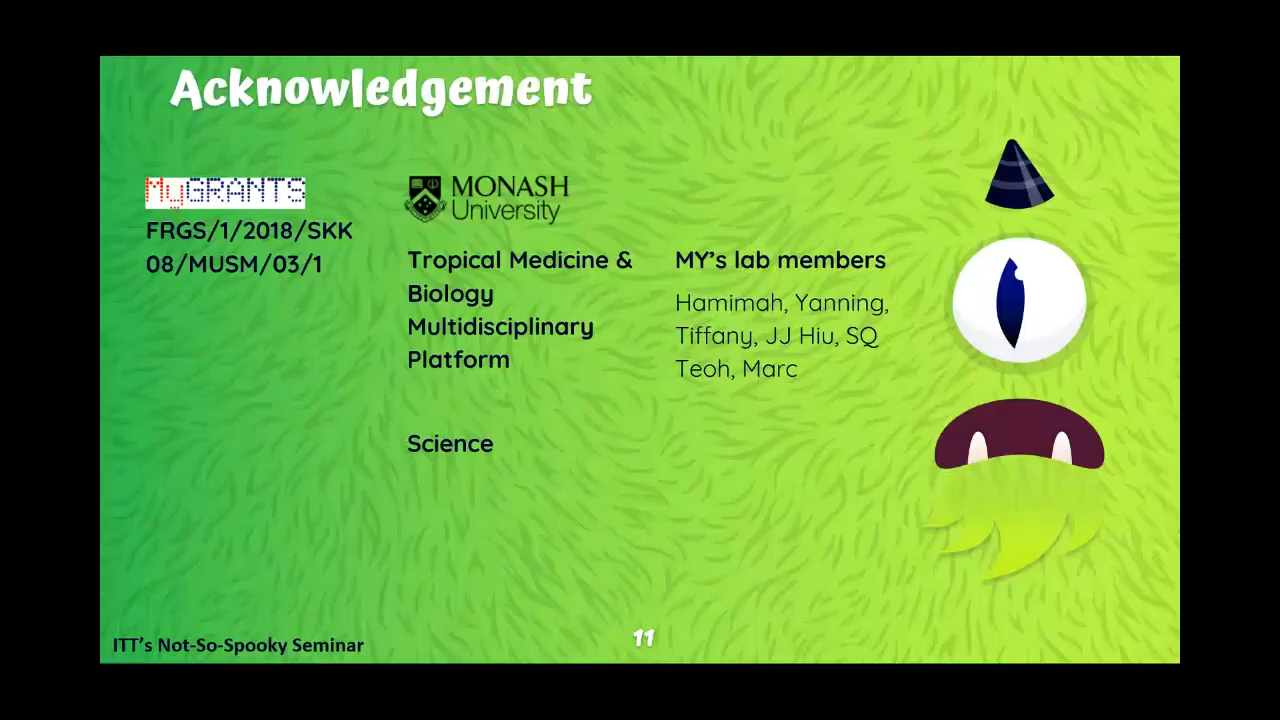 Acknowledgement
MyGRANTS
FRGS/1/2018/SKK
08/MUSM/03/1
MONASH
University
Tropical Medicine &
Biology
Multidisciplinary
Platform
Science
MY's lab members
Hamimah, Yanning,
Tiffany, JJ Hiu, SQ
Teoh, Marc
ITT's Not-So-Spooky Seminar
11